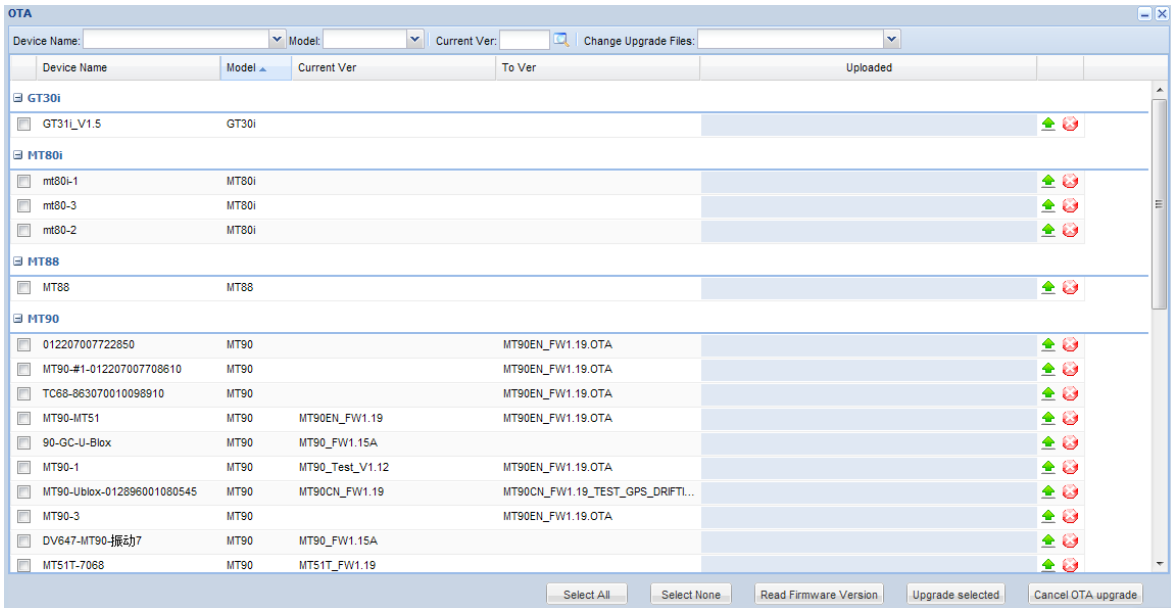 OTA
Device Name: Model: Current Ver: Change Upgrade Files:
Device Name Model Current Ver To Ver Uploaded
GT30i
GT31i_V1.5 GT30i
MT80i
mt80i-1 MT80i
mt80-3 MT80i
mt80-2 MT80i
MT88
MT88 MT88
MT90
012207007722850 MT90 MT90EN_FW1.19.OTA
MT90-#1-012207007708610 MT90 MT90EN_FW1.19.OTA
TC68-863070010098910 MT90 MT90EN_FW1.19.OTA
MT90-MT51 MT90 MT90EN_FW1.19 MT90EN_FW1.19.OTA
90-GC-U-Blox MT90 MT90_FW1.15A
MT90-1 MT90 MT90_Test_V1.12 MT90EN_FW1.19.OTA
MT90-Ublox-012896001080545 MT90 MT90CN_FW1.19 MT90CN_FW1.19_TEST_GPS_DRIFTI...
MT90-3 MT90 MT90EN_FW1.19.OTA
DV647-MT90-振动7 MT90 MT90_FW1.15A
MT51T-7068 MT90 MT51T_FW1.19
Select All Select None Read Firmware Version Upgrade selected Cancel OTA upgrade